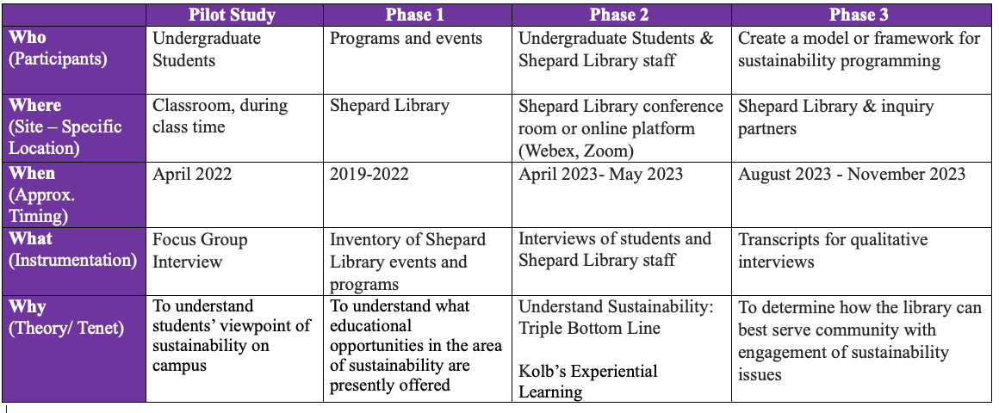 Pilot Study
Phase 1
Phase 2
Phase 3
Who
(Participants)
Undergraduate
Students
Programs and events
Undergraduate Students &
Shepard Library staff
Create a model or framework for
sustainability programming
Where
(Site – Specific
Location)
Classroom, during
class time
Shepard Library
Shepard Library conference
room or online platform
(Webex, Zoom)
Shepard Library & inquiry
partners
When
(Approx.
Timing)
April 2022
2019-2022
April 2023- May 2023
August 2023 - November 2023
What
(Instrumentation)
Focus Group
Interview
Inventory of Shepard
Library events and
programs
Interviews of students and
Shepard Library staff
Transcripts for qualitative
interviews
Why
(Theory/ Tenet)
To understand
students’ viewpoint of
sustainability on
campus
To understand what
educational
opportunities in the area
of sustainability are
presently offered
Understand Sustainability:
Triple Bottom Line
Kolb’s Experiential
Learning
To determine how the library can
best serve community with
engagement of sustainability
issues